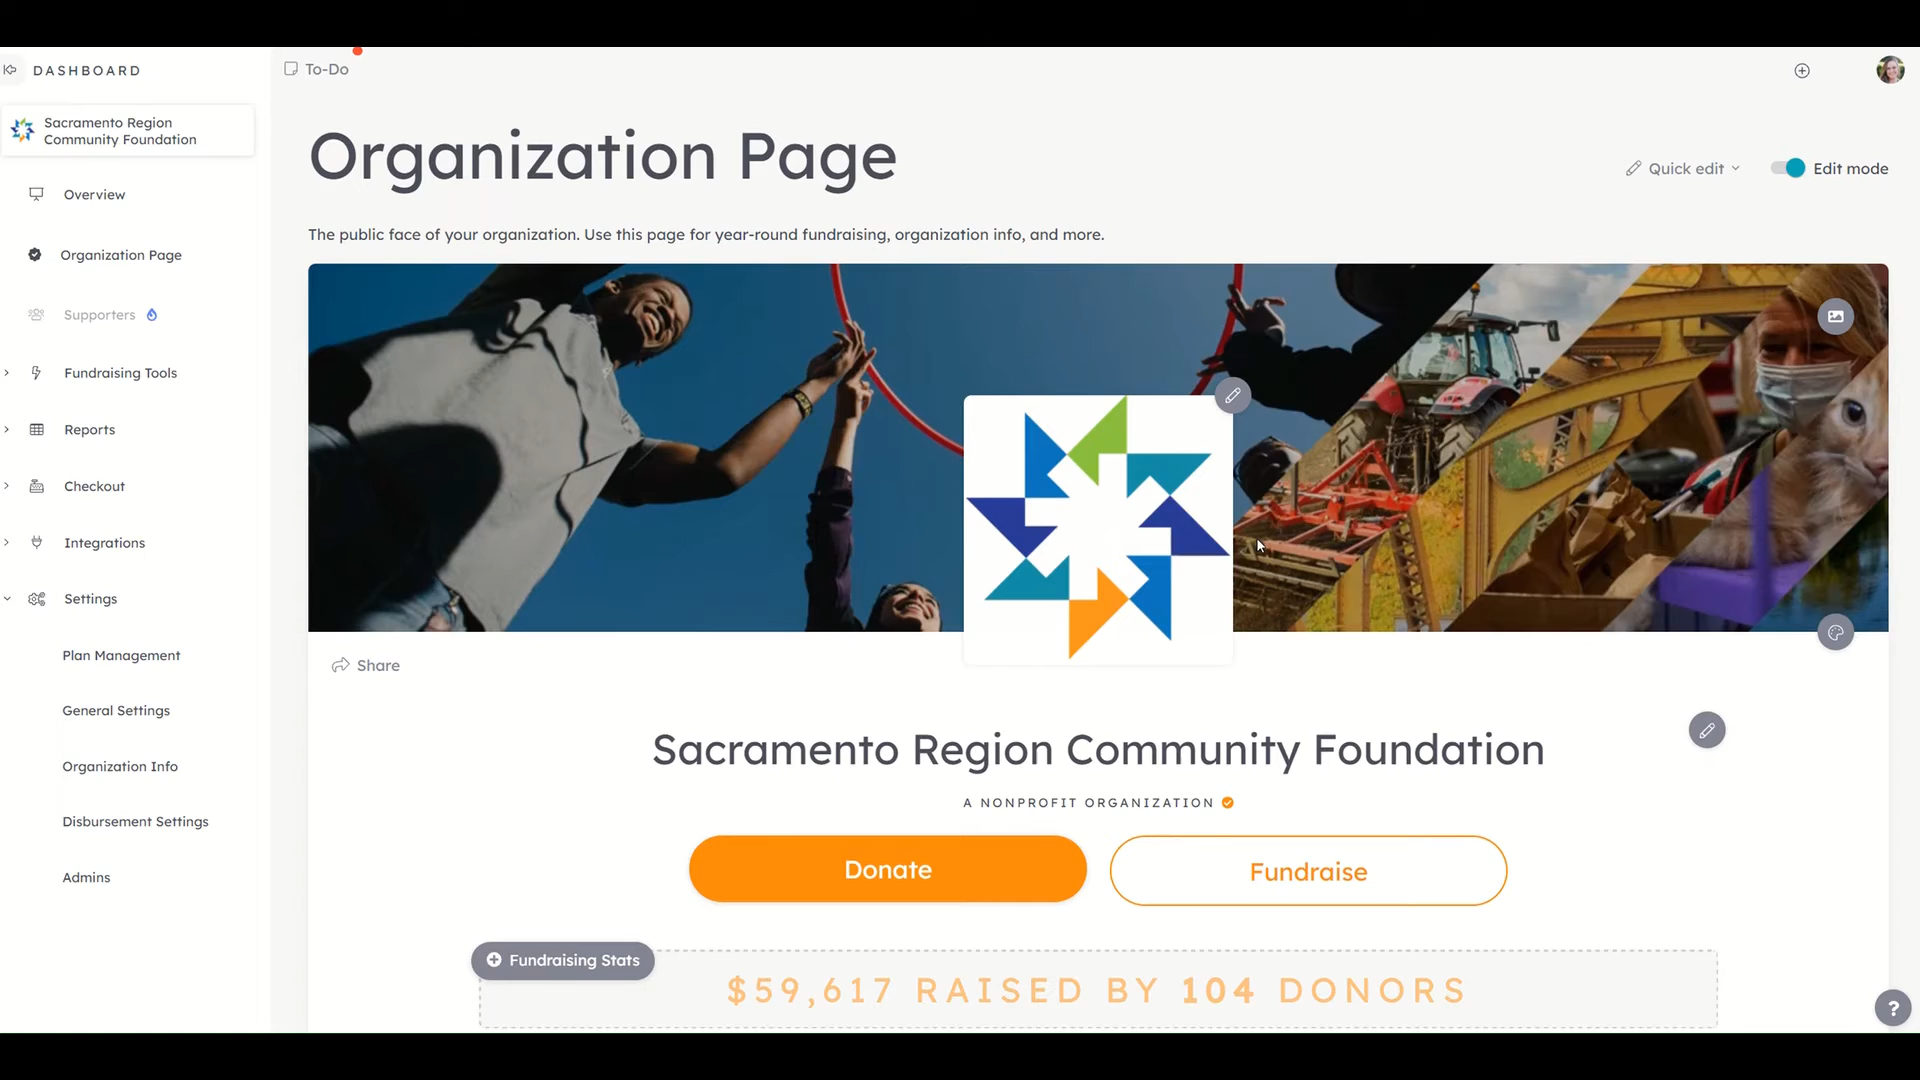 DASHBOARD
To-Do
Sacramento Region
Community Foundation
Organization Page
Quick edit
Edit mode
Overview
The public face of your organization. Use this page for year-round fundraising, organization info, and more.
Organization Page
Supporters
Fundraising Tools
Reports
Checkout
Integrations
Settings
Plan Management
General Settings
Organization Info
Disbursement Settings
Admins
Share
Sacramento Region Community Foundation
A NONPROFIT ORGANIZATION
Donate
Fundraise
Fundraising Stats
$59,617 RAISED BY 104 DONORS
?